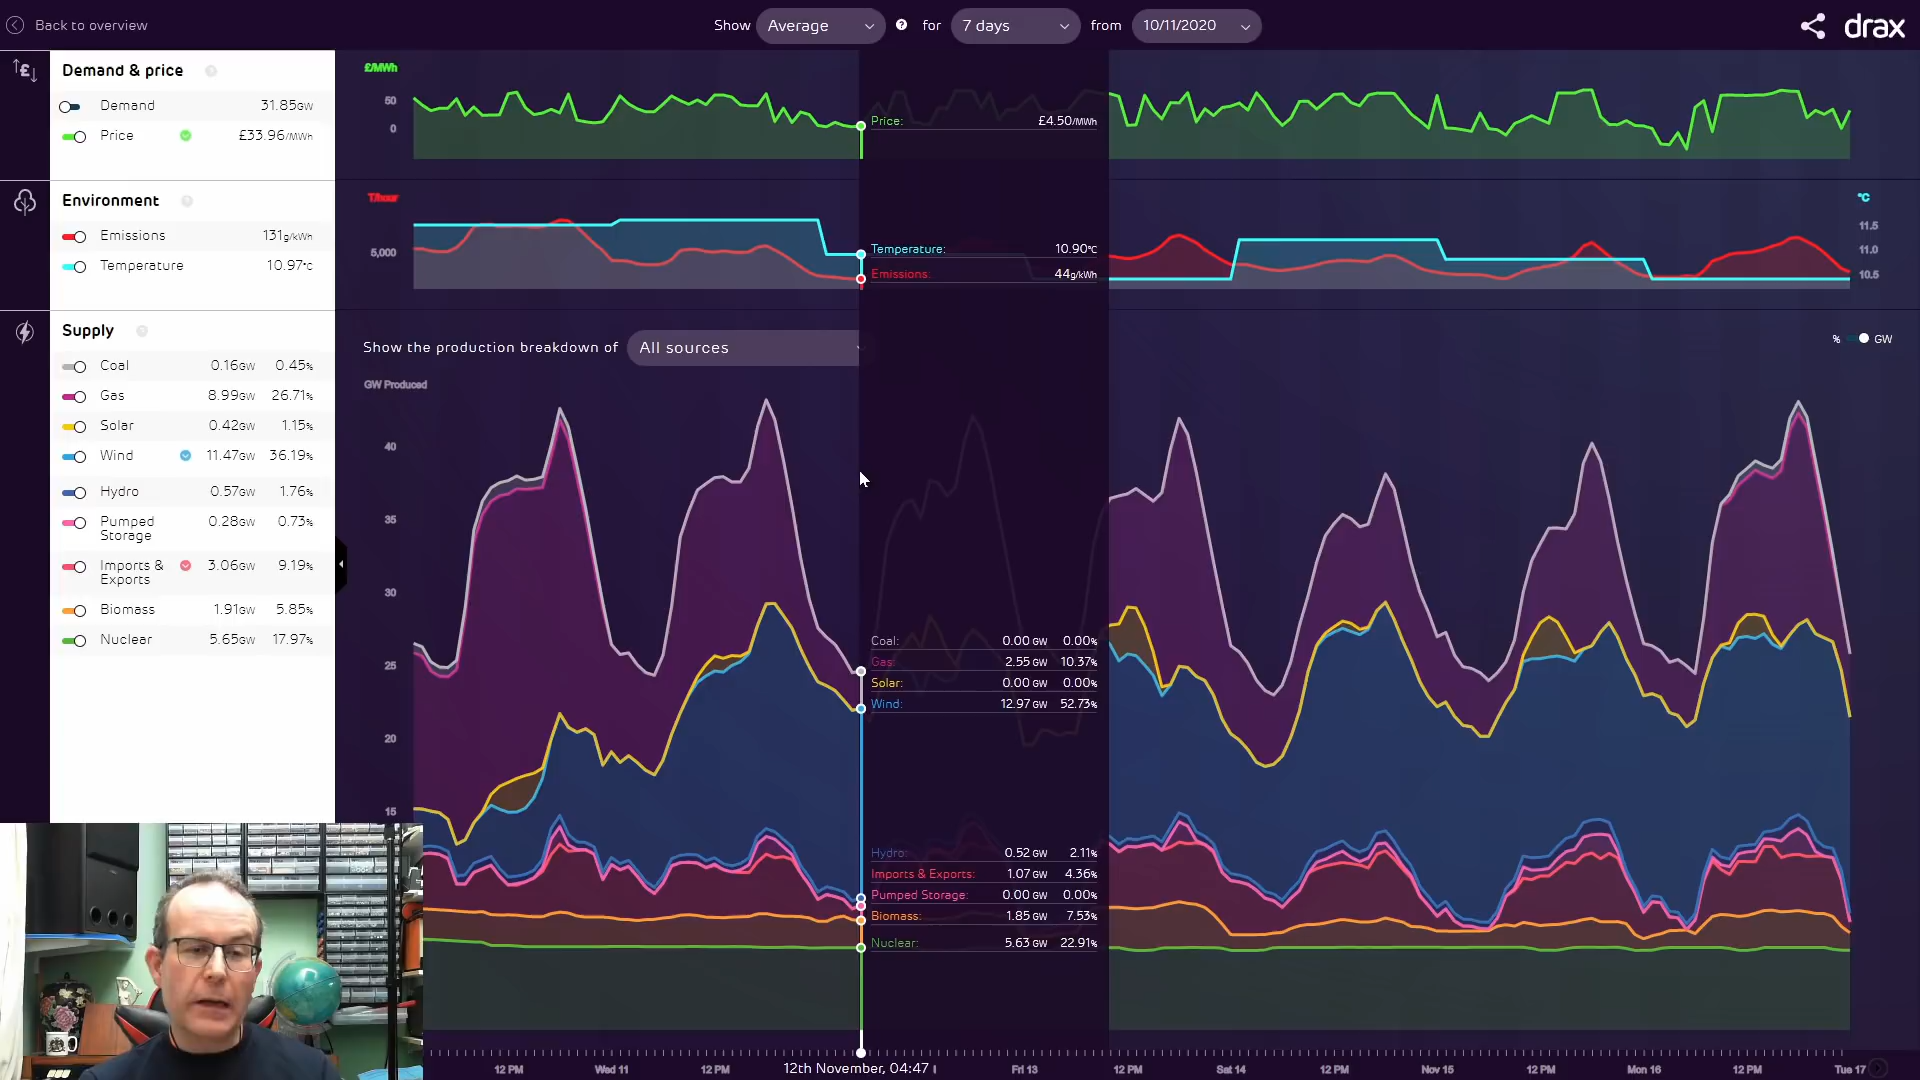 Back to overview
Show Average ? for 7 days from 10/11/2020
drax
£
Demand & price ?
Demand 31.85GW
Price £33.96/MWh
Environment ?
Emissions 131g/kWh
Temperature 10.97°c
Supply ?
Coal 0.16GW 0.45%
Gas 8.99GW 26.71%
Solar 0.42GW 1.15%
Wind 11.47GW 36.19%
Hydro 0.57GW 1.76%
Pumped Storage 0.28GW 0.73%
Imports & Exports 3.06GW 9.19%
Biomass 1.91GW 5.85%
Nuclear 5.65GW 17.97%
£/MWh
50
0
Price: £4.50/MWh
T/hour
5,000
°C
11.5
11.0
10.5
Temperature: 10.90°C
Emissions: 44g/kWh
Show the production breakdown of All sources
% GW
GW Produced
40
35
30
25
20
15
Coal: 0.00 GW 0.00%
Gas: 2.55 GW 10.37%
Solar: 0.00 GW 0.00%
Wind: 12.97 GW 52.73%
Hydro: 0.52 GW 2.11%
Imports & Exports: 1.07 GW 4.36%
Pumped Storage: 0.00 GW 0.00%
Biomass: 1.85 GW 7.53%
Nuclear: 5.63 GW 22.91%
12 PM Wed 11 12 PM 12th November, 04:47 Fri 13 12 PM Sat 14 12 PM Nov 15 12 PM Mon 16 12 PM Tue 17